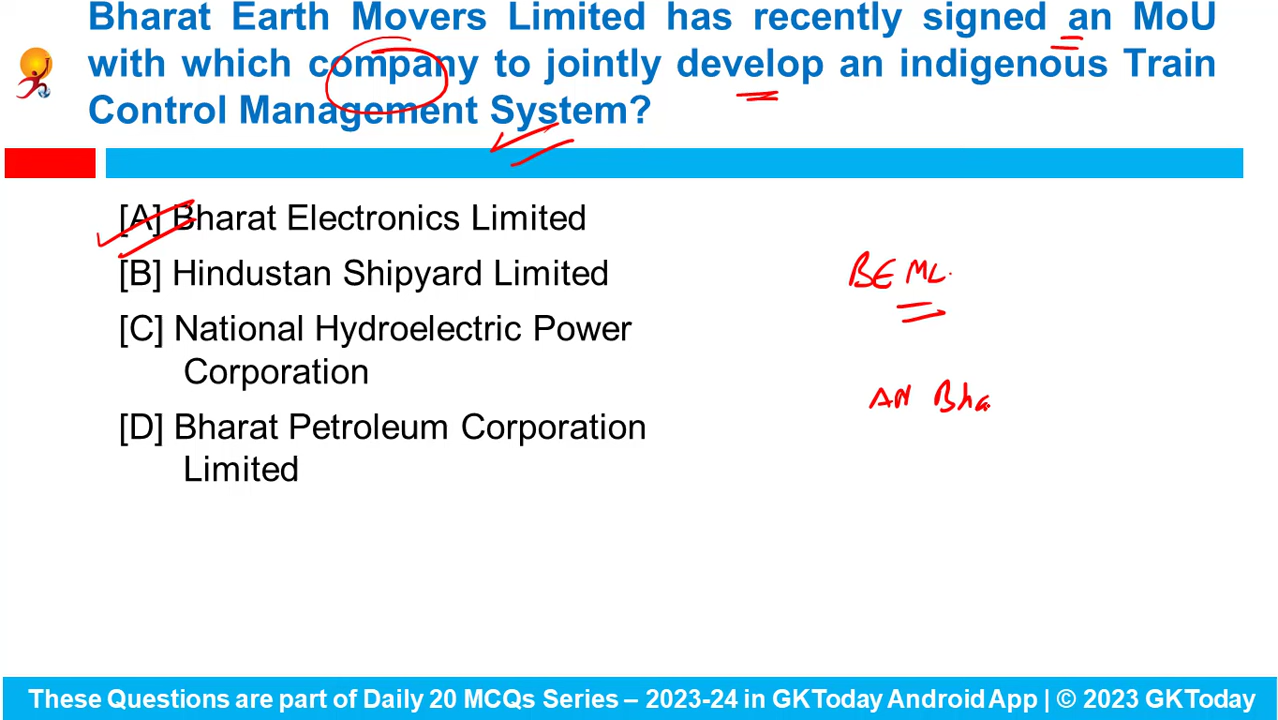 Bharat Earth Movers Limited has recently signed an MoU
with which company to jointly develop an indigenous Train
Control Management System?
[A] Bharat Electronics Limited
[B] Hindustan Shipyard Limited
BEML
[C] National Hydroelectric Power
Corporation
AN Bha
[D] Bharat Petroleum Corporation
Limited
These Questions are part of Daily 20 MCQs Series – 2023-24 in GKToday Android App | © 2023 GKToday